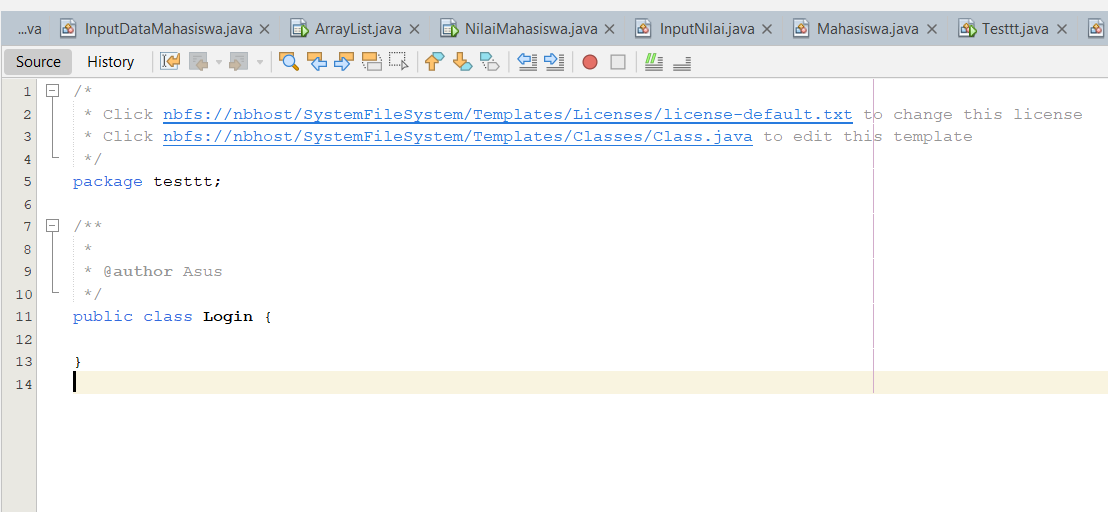 ...va InputDataMahasiswa.java ArrayList.java NilaiMahasiswa.java InputNilai.java Mahasiswa.java Testtt.java
Source History
1 /*
2 * Click nbfs://nbhost/SystemFileSystem/Templates/Licenses/license-default.txt to change this license
3 * Click nbfs://nbhost/SystemFileSystem/Templates/Classes/Class.java to edit this template
4 */
5 package testtt;
6
7 /**
8 *
9 * @author Asus
10 */
11 public class Login {
12
13 }
14